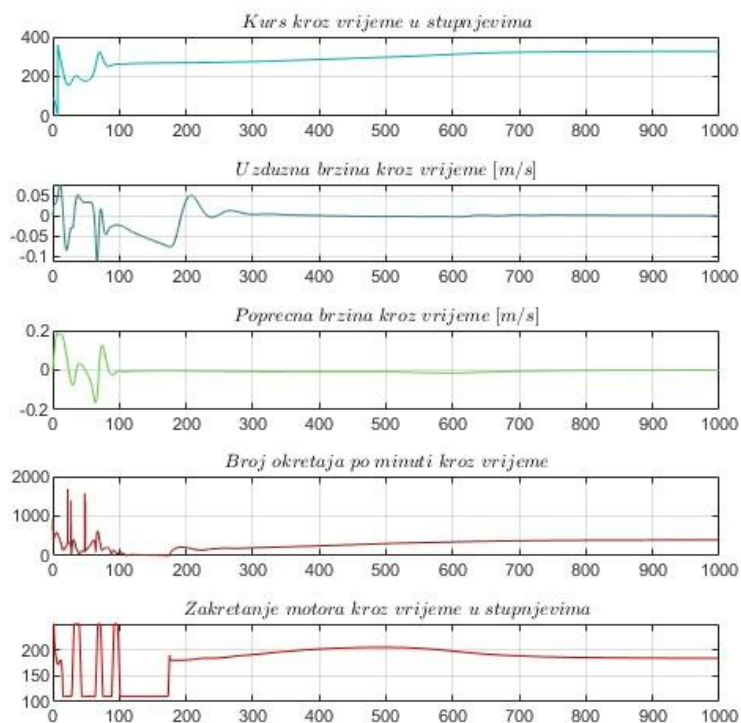 Kurs kroz vrijeme u stupnjevima
400
200
0
0 100 200 300 400 500 600 700 800 900 1000
Uzduzna brzina kroz vrijeme [m/s]
0.05
0
-0.05
-0.1
0 100 200 300 400 500 600 700 800 900 1000
Poprecna brzina kroz vrijeme [m/s]
0.2
0
-0.2
0 100 200 300 400 500 600 700 800 900 1000
Broj okretaja po minuti kroz vrijeme
2000
1000
0
0 100 200 300 400 500 600 700 800 900 1000
Zakretanje motora kroz vrijeme u stupnjevima
200
150
100
0 100 200 300 400 500 600 700 800 900 1000